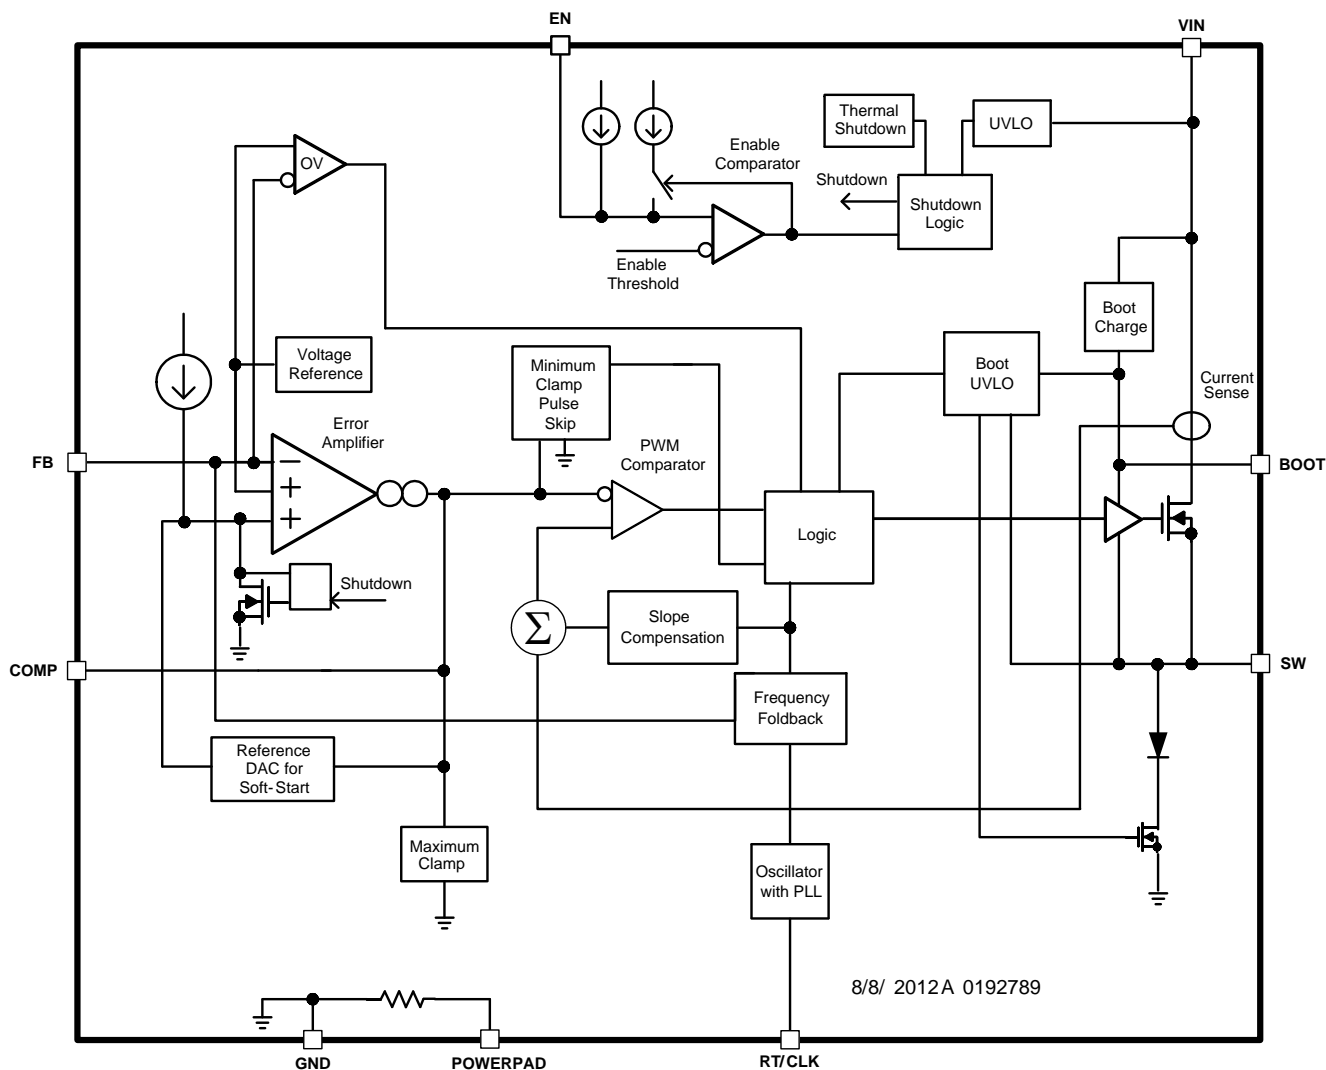 EN
VIN
Thermal
Shutdown
UVLO
OV
Enable
Comparator
Shutdown
Shutdown
Logic
Enable
Threshold
Boot
Charge
Voltage
Reference
Minimum
Clamp
Pulse
Skip
Boot
UVLO
Current
Sense
Error
Amplifier
PWM
Comparator
FB
BOOT
−
+
+
Logic
Shutdown
Σ
Slope
Compensation
COMP
SW
Frequency
Foldback
Reference
DAC for
Soft-Start
Maximum
Clamp
Oscillator
with PLL
8/8/ 2012 A 0192789
GND
POWERPAD
RT/CLK